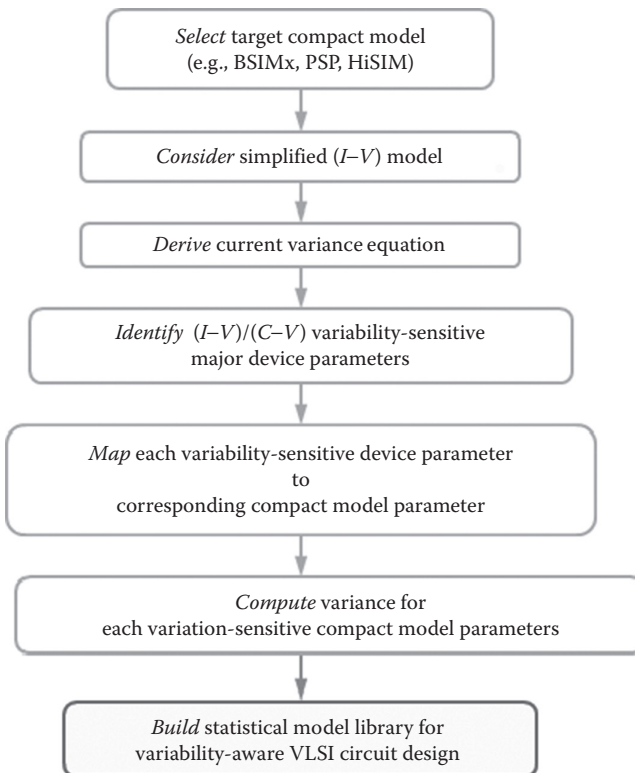 Select target compact model
(e.g., BSIMx, PSP, HiSIM)
Consider simplified (I–V) model
Derive current variance equation
Identify (I–V)/(C–V) variability-sensitive
major device parameters
Map each variability-sensitive device parameter
to
corresponding compact model parameter
Compute variance for
each variation-sensitive compact model parameters
Build statistical model library for
variability-aware VLSI circuit design